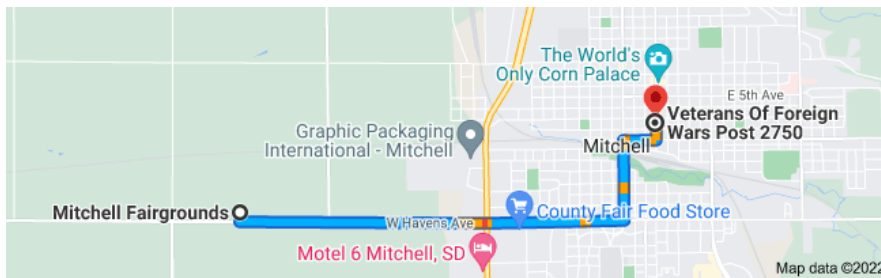 The World's
Only Corn Palace
E 5th Ave
Veterans Of Foreign
Wars Post 2750
Graphic Packaging
International - Mitchell
Mitchell
Mitchell Fairgrounds
W Havens Ave
County Fair Food Store
Motel 6 Mitchell, SD
Map data ©2022